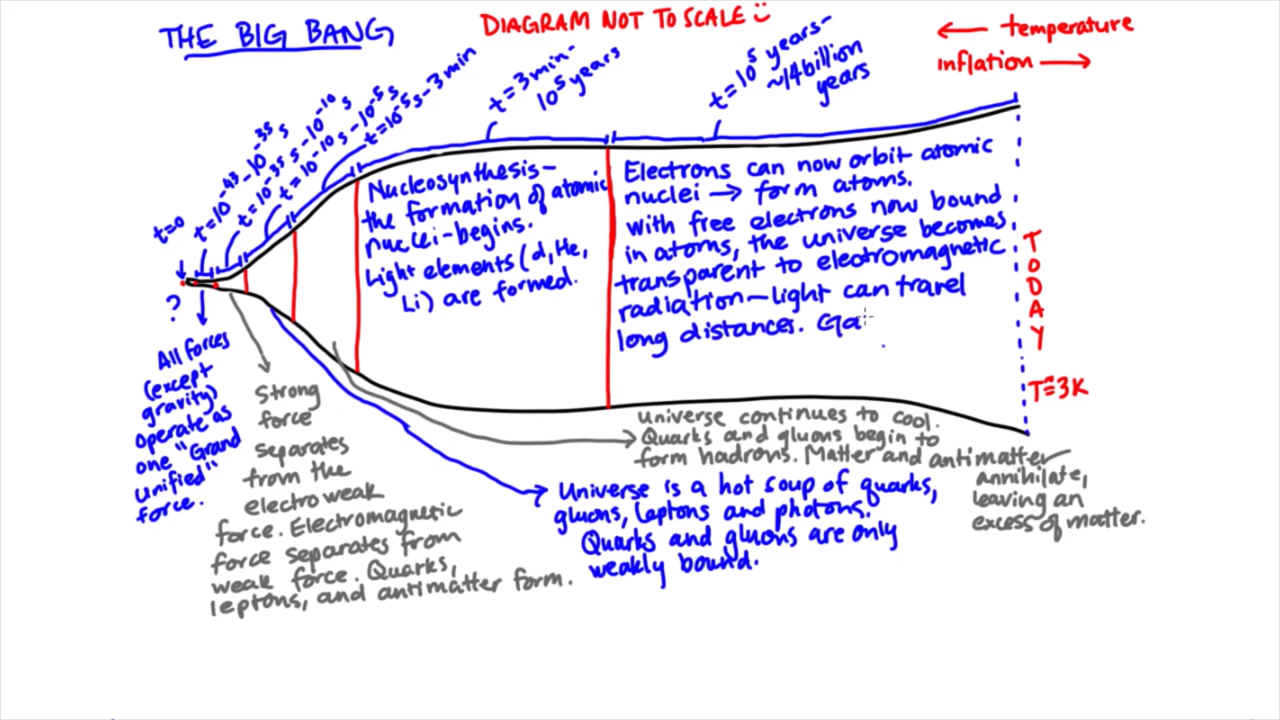 THE BIG BANG
DIAGRAM NOT TO SCALE
← temperature
inflation →
t=0
t=10^-43-10^-35 s
t=10^-35 s-10^-10 s
t=10^-10 s-10^-5 s
t=10^-5 s-3 min
t=3 min-
10^5 years
t=10^5 years-
~14 billion
years
?
All forces
(except
gravity)
operate as
one "Grand
unified"
force.
Strong
force
separates
from the
electroweak
force. Electromagnetic
force separates from
weak force. Quarks,
leptons, and antimatter form.
Nucleosynthesis-
the formation of atomic
nuclei-begins.
Light elements (d, He,
Li) are formed.
Electrons can now orbit atomic
nuclei → form atoms.
With free electrons now bound
in atoms, the universe becomes
transparent to electromagnetic
radiation-light can travel
long distances. Ga
TODAY
T≈3K
Universe continues to cool.
Quarks and gluons begin to
form hadrons. Matter and antimatter
annihilate,
leaving an
excess of matter.
Universe is a hot soup of quarks,
gluons, leptons and photons.
Quarks and gluons are only
weakly bound.